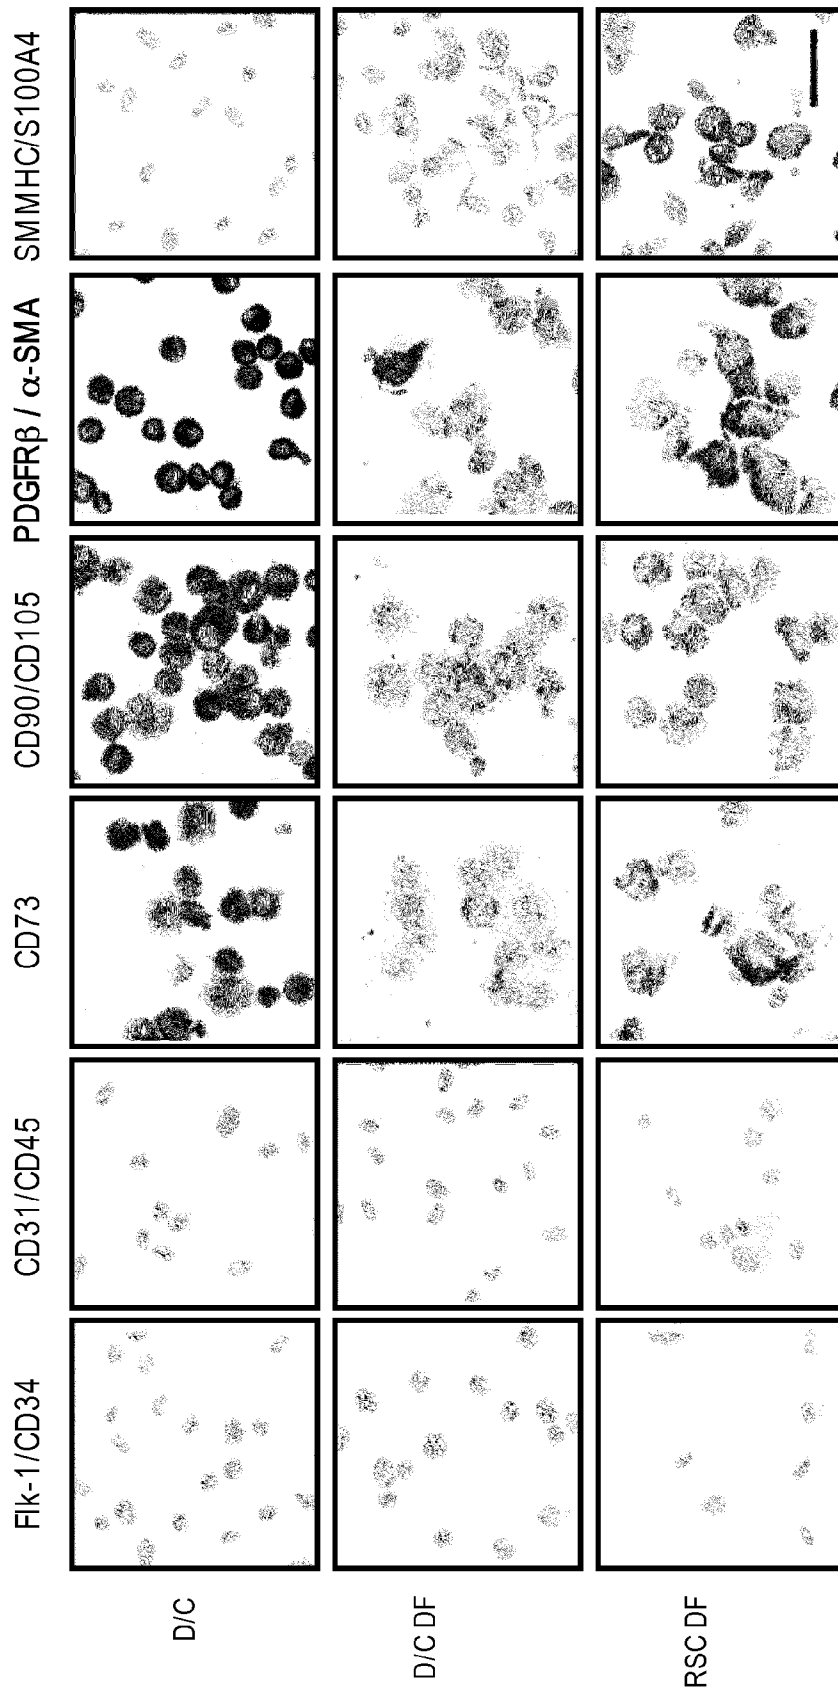 Flk-1/CD34
CD31/CD45
CD73
CD90/CD105
PDGFRβ / α-SMA
SMMHC/S100A4
D/C
D/C DF
RSC DF